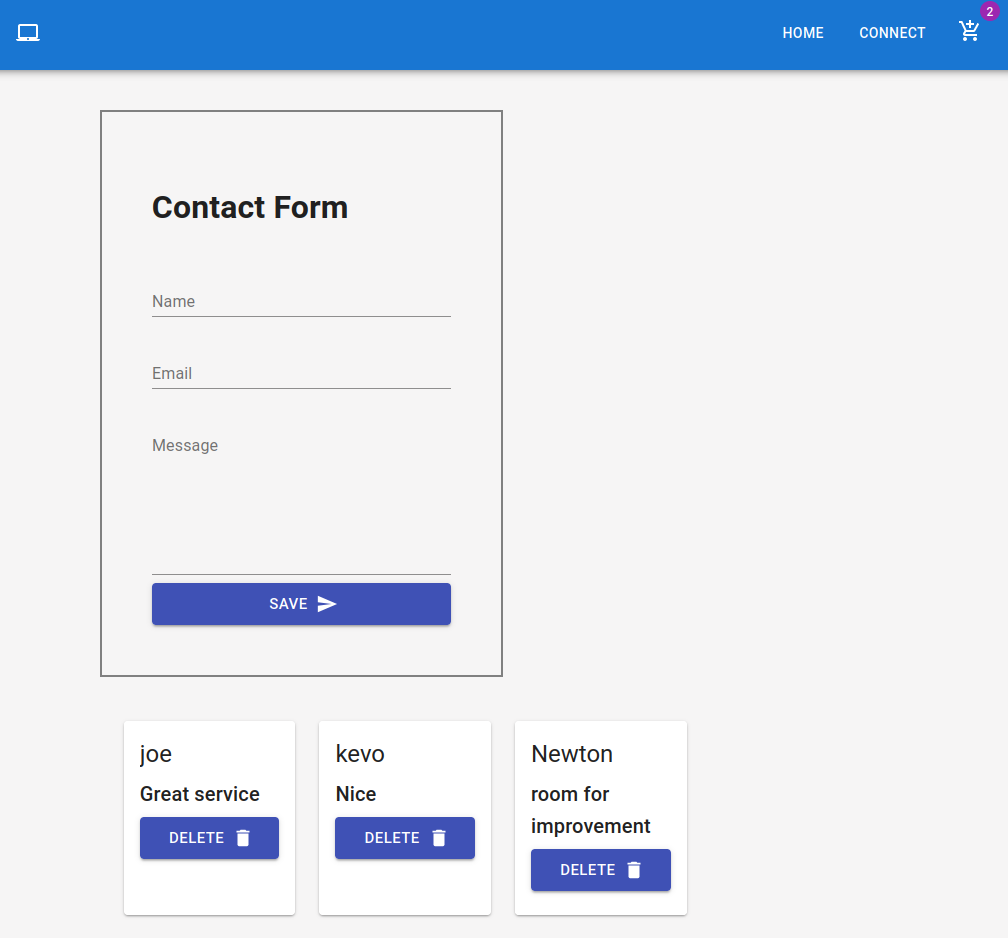 HOME CONNECT 2
Contact Form
Name
Email
Message
SAVE
joe
Great service
DELETE
kevo
Nice
DELETE
Newton
room for
improvement
DELETE